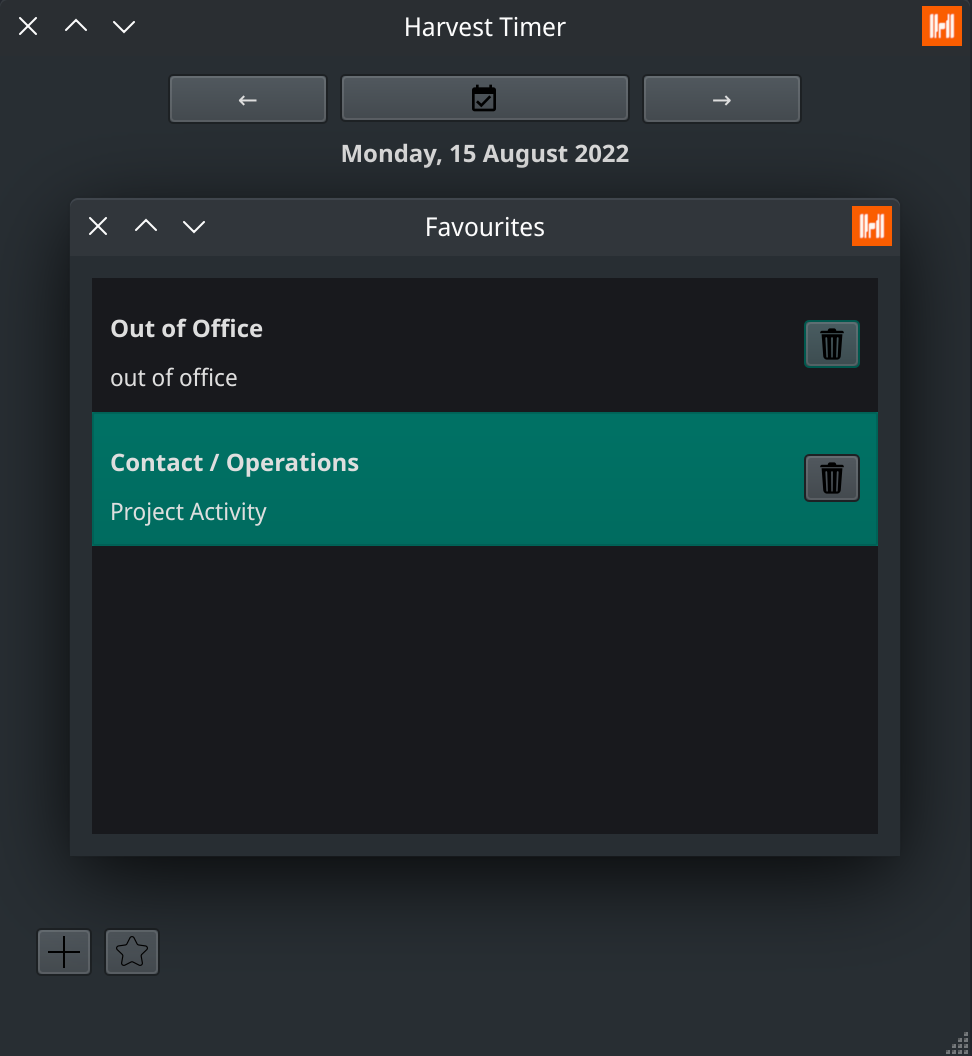 Harvest Timer
←
→
Monday, 15 August 2022
Favourites
Out of Office
out of office
Contact / Operations
Project Activity